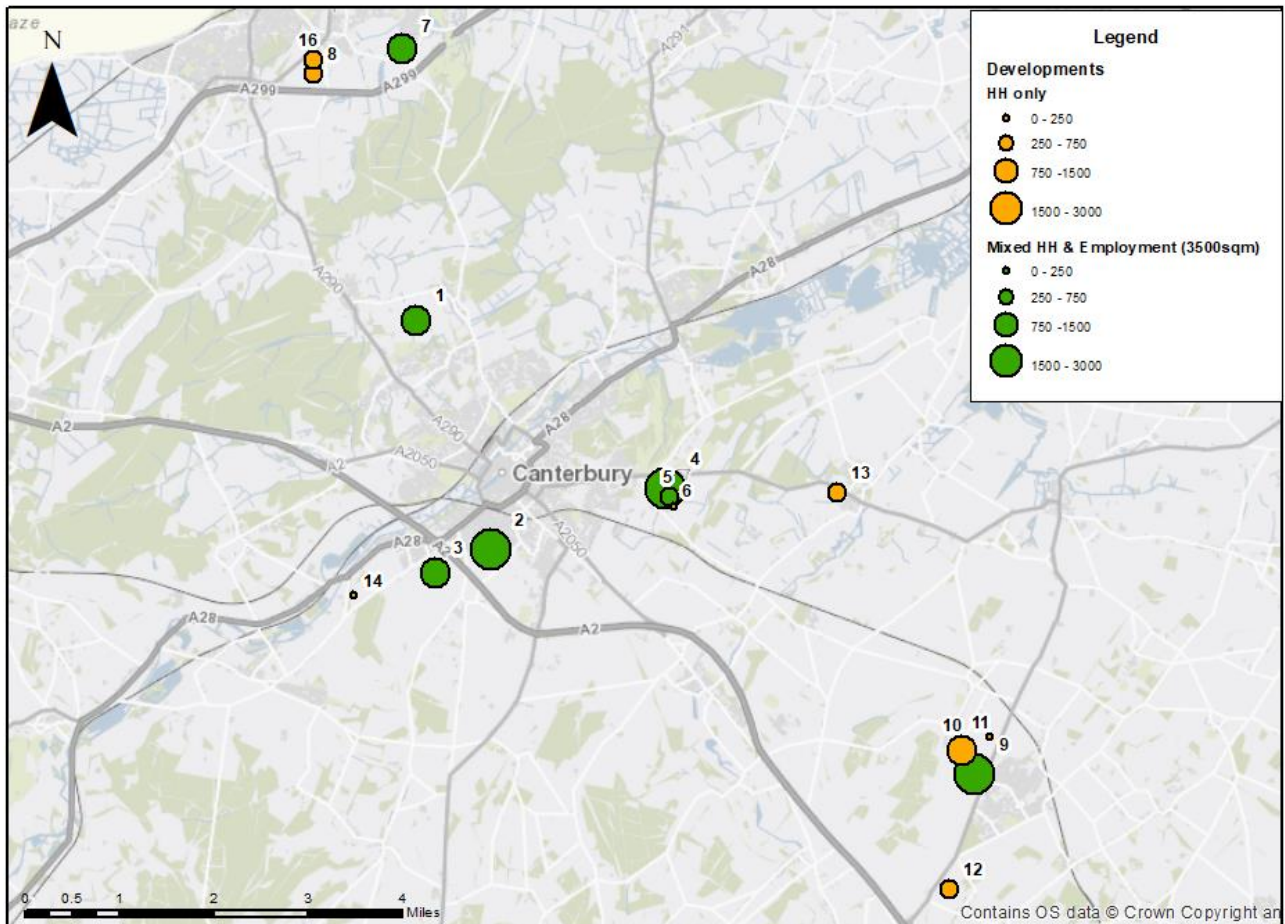 aze
N
16
8
7
A299
A299
A291
Legend
Developments
HH only
0 - 250
250 - 750
750 -1500
1500 - 3000
Mixed HH & Employment (3500sqm)
0 - 250
250 - 750
750 -1500
1500 - 3000
A290
1
A28
A2
A290
A28
A2
A2050
Canterbury
4
5
6
13
A28
A2
2
3
A2050
14
A28
A2
10
11
9
12
0 0.5 1 2 3 4
Miles
Contains OS data © Crown Copyright an